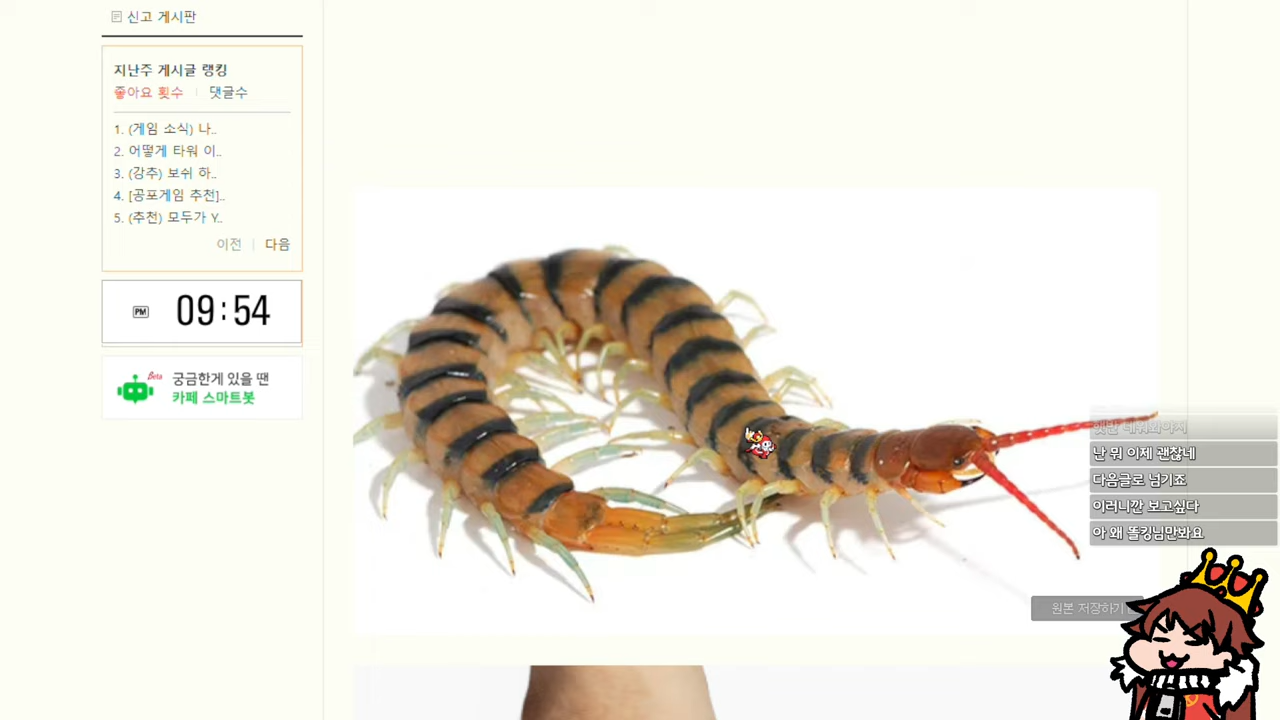 신고 게시판
지난주 게시글 랭킹
좋아요 횟수 댓글수
1. (게임 소식) 나..
2. 어떻게 타워 이..
3. (강추) 보쉬 하..
4. [공포게임 추천]..
5. (추천) 모두가 Y..
이전 다음
PM 09:54
Beta
궁금한게 있을 땐
카페 스마트봇
난 뭐 이제 괜찮네
다음글로 넘기죠
이러니깐 보고싶다
아 왜 똘킹님만봐요
원본 저장하기